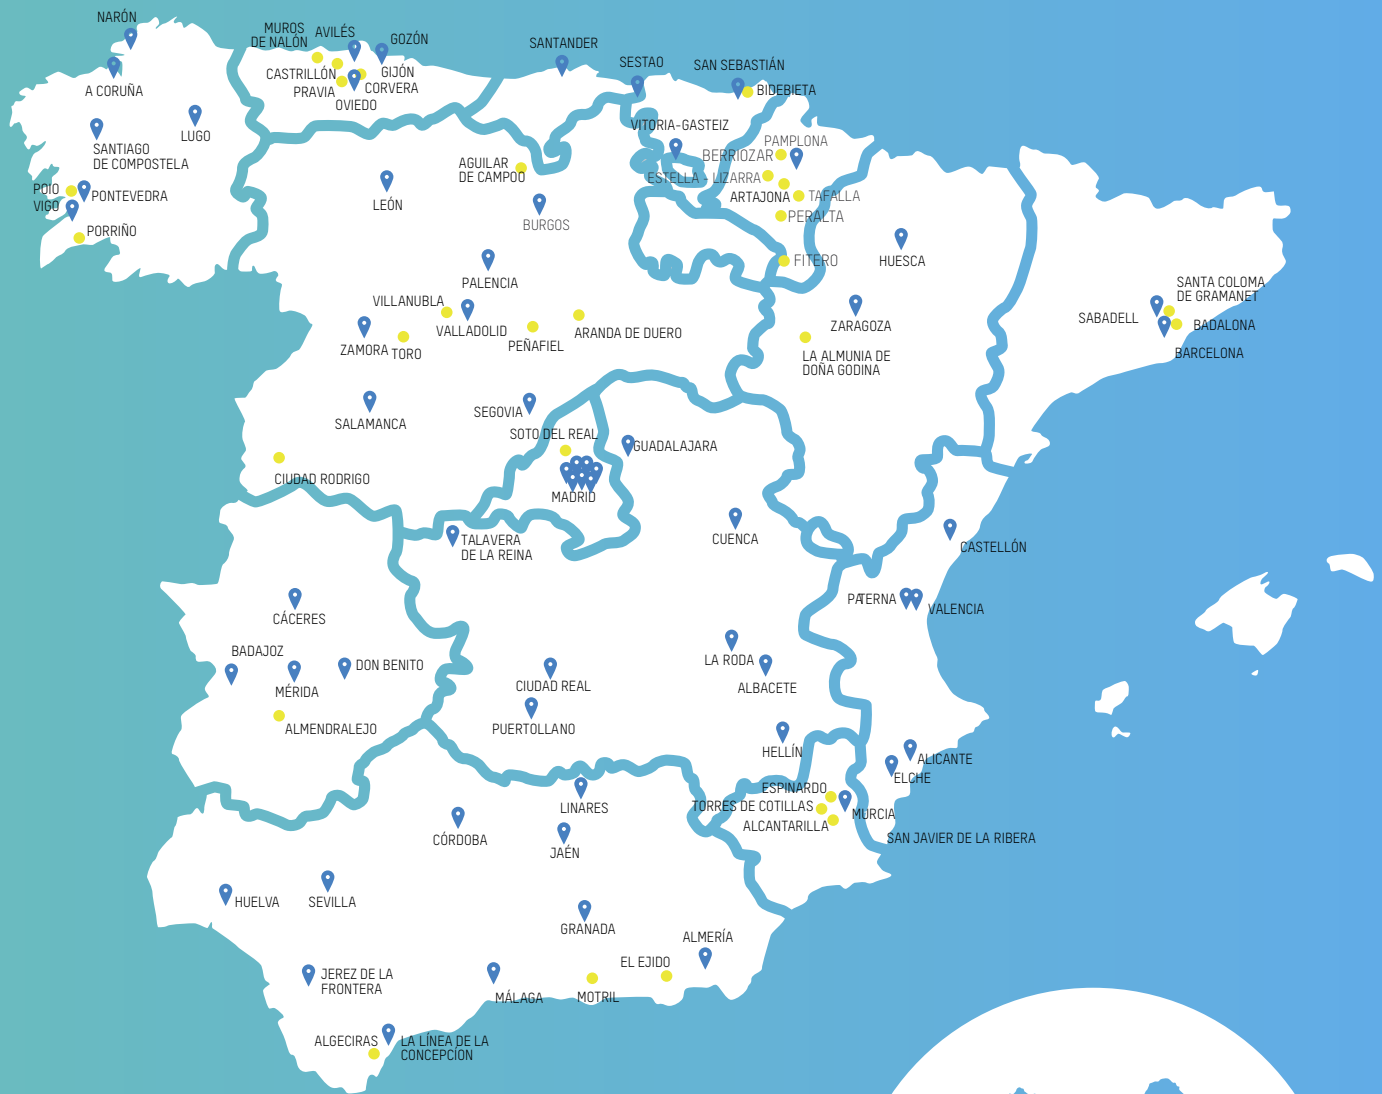 NARÓN
MUROS
DE NALÓN
AVILÉS
GOZÓN
SANTANDER
SESTAO
SAN SEBASTIÁN
A CORUÑA
CASTRILLÓN
GIJÓN
PRAVIA
CORVERA
OVIEDO
BIDEBIETA
LUGO
VITORIA-GASTEIZ
PAMPLONA
SANTIAGO
DE COMPOSTELA
AGUILAR
DE CAMPOO
BERRIOZAR
ESTELLA - LIZARRA
POIO
PONTEVEDRA
VIGO
LEÓN
ARTAJONA
TAFALLA
PORRIÑO
BURGOS
PERALTA
FITERO
HUESCA
PALENCIA
SANTA COLOMA
DE GRAMANET
VILLANUBLA
VALLADOLID
ZAMORA
TORO
PEÑAFIEL
ARANDA DE DUERO
ZARAGOZA
SABADELL
BADALONA
BARCELONA
LA ALMUNIA DE
DOÑA GODINA
SALAMANCA
SEGOVIA
SOTO DEL REAL
GUADALAJARA
CIUDAD RODRIGO
MADRID
TALAVERA
DE LA REINA
CUENCA
CASTELLÓN
CÁCERES
PATERNA
VALENCIA
BADAJOZ
DON BENITO
MÉRIDA
CIUDAD REAL
LA RODA
ALBACETE
ALMENDRALEJO
PUERTOLLANO
HELLÍN
ALICANTE
ELCHE
LINARES
ESPINARDO
TORRES DE COTILLAS
MURCIA
ALCANTARILLA
SAN JAVIER DE LA RIBERA
CÓRDOBA
JAÉN
HUELVA
SEVILLA
GRANADA
ALMERÍA
EL EJIDO
JEREZ DE LA
FRONTERA
MÁLAGA
MOTRIL
ALGECIRAS
LA LÍNEA DE LA
CONCEPCÍON